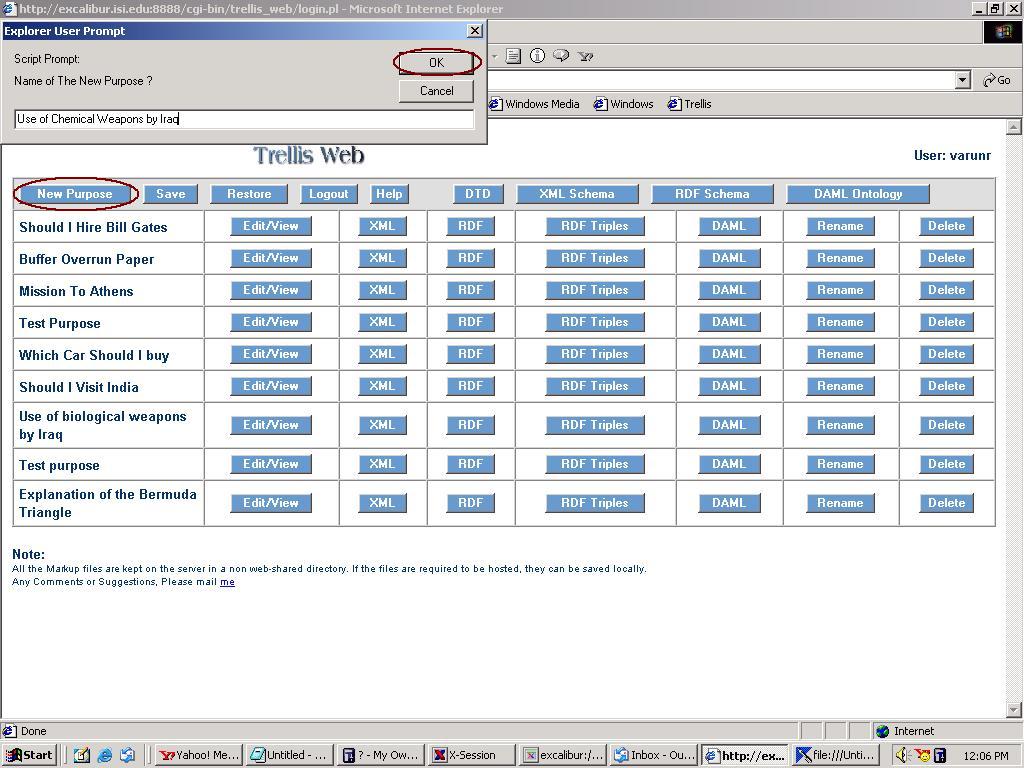 http://excalibur.isi.edu:8888/cgi-bin/trellis_web/login.pl - Microsoft Internet Explorer
Explorer User Prompt
Script Prompt:
OK
Name of The New Purpose ?
Cancel
Use of Chemical Weapons by Iraq
Go
Windows Media Windows Trellis
Trellis Web
User: varunr
New Purpose Save Restore Logout Help DTD XML Schema RDF Schema DAML Ontology
Should I Hire Bill Gates Edit/View XML RDF RDF Triples DAML Rename Delete
Buffer Overrun Paper Edit/View XML RDF RDF Triples DAML Rename Delete
Mission To Athens Edit/View XML RDF RDF Triples DAML Rename Delete
Test Purpose Edit/View XML RDF RDF Triples DAML Rename Delete
Which Car Should I buy Edit/View XML RDF RDF Triples DAML Rename Delete
Should I Visit India Edit/View XML RDF RDF Triples DAML Rename Delete
Use of biological weapons
by Iraq Edit/View XML RDF RDF Triples DAML Rename Delete
Test purpose Edit/View XML RDF RDF Triples DAML Rename Delete
Explanation of the Bermuda
Triangle Edit/View XML RDF RDF Triples DAML Rename Delete
Note:
All the Markup files are kept on the server in a non web-shared directory. If the files are required to be hosted, they can be saved locally.
Any Comments or Suggestions, Please mail me
Done Internet
Start Yahoo! Me... Untitled - ... ? - My Ow... X-Session excalibur:/... Inbox - Ou... http://ex... file:///Unti... 12:06 PM